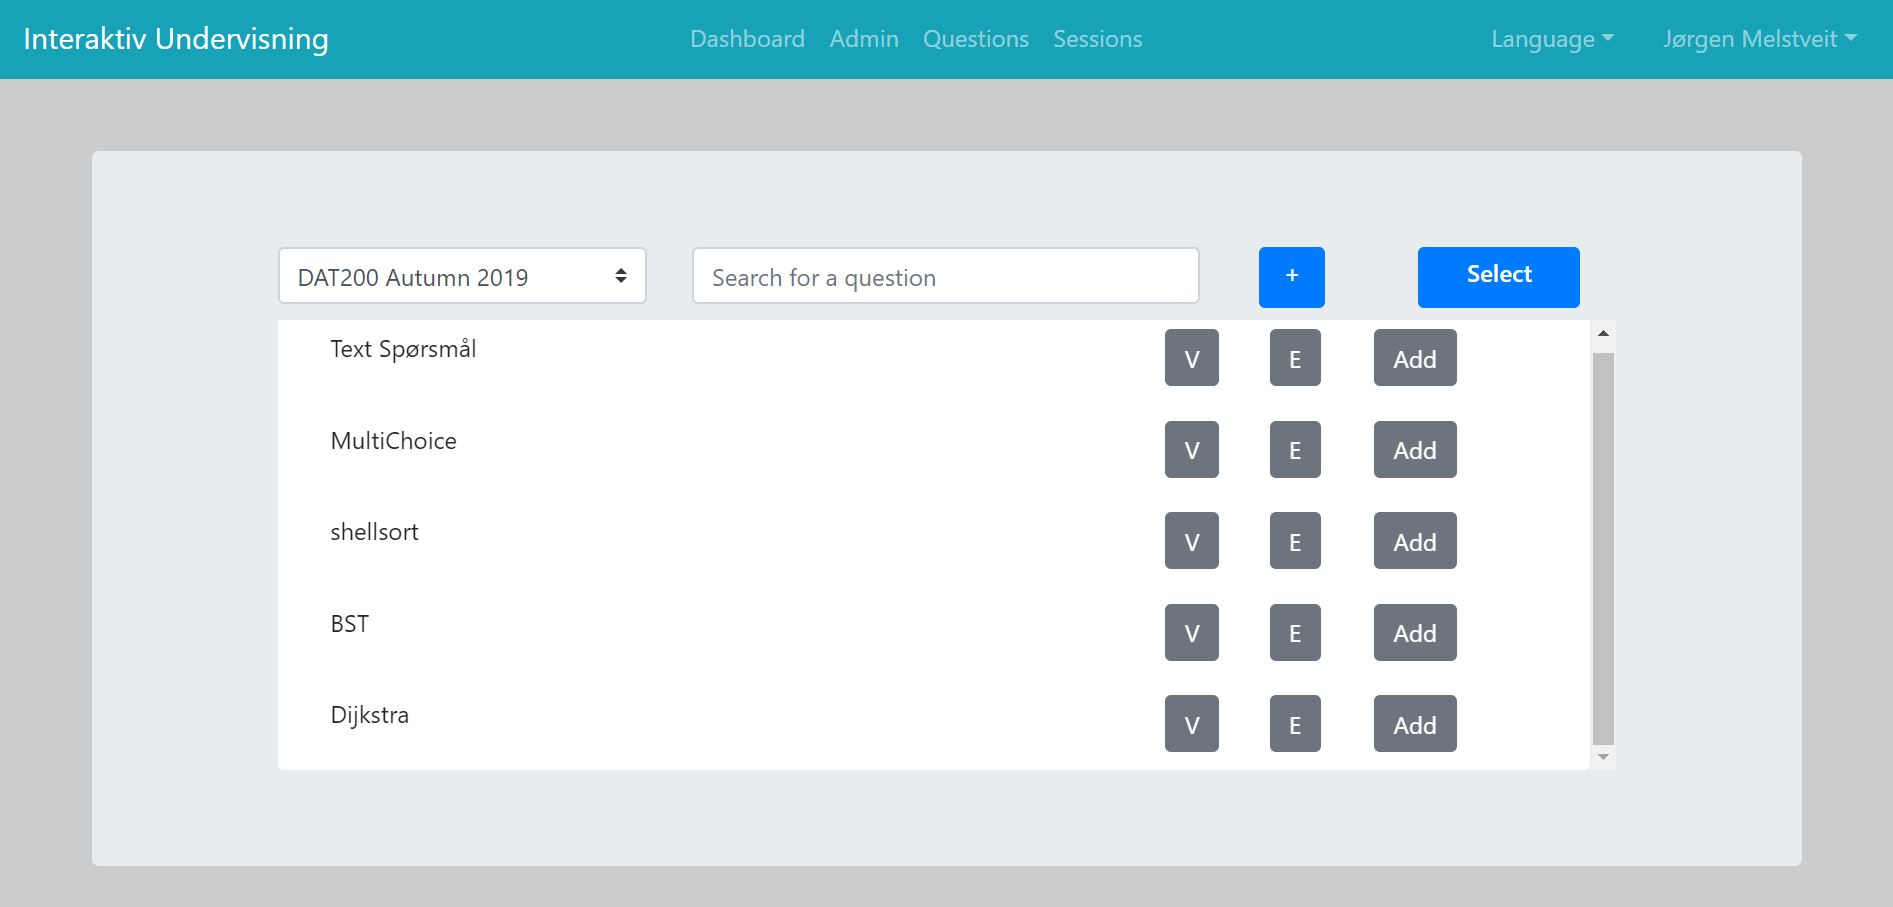 Interaktiv Undervisning Dashboard Admin Questions Sessions Language Jørgen Melstveit
DAT200 Autumn 2019 Search for a question + Select
Text Spørsmål V E Add
MultiChoice V E Add
shellsort V E Add
BST V E Add
Dijkstra V E Add